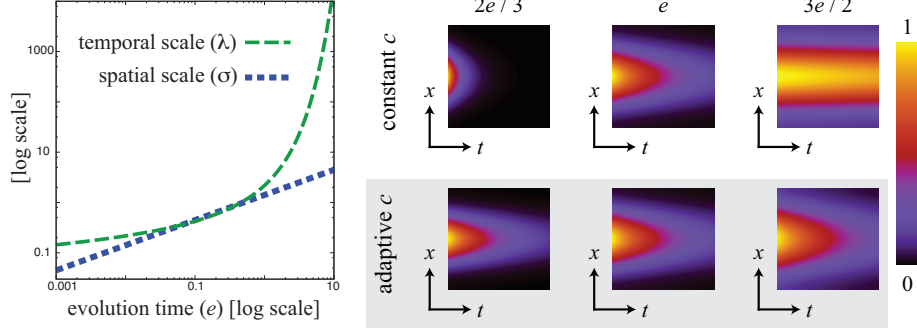 1000
10
1
0.1
[log scale]
temporal scale (λ)
spatial scale (σ)
0.001
0.1
10
evolution time (e) [log scale]
2e / 3
e
3e / 2
constant c
x
t
x
t
x
t
adaptive c
x
t
x
t
x
t
1
0